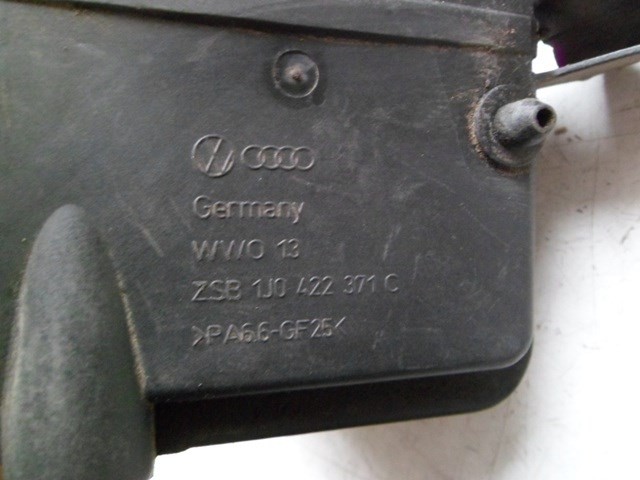 Germany
WWO 13
ZSB 1J0 422 371 C
>PA6.6-GF25<